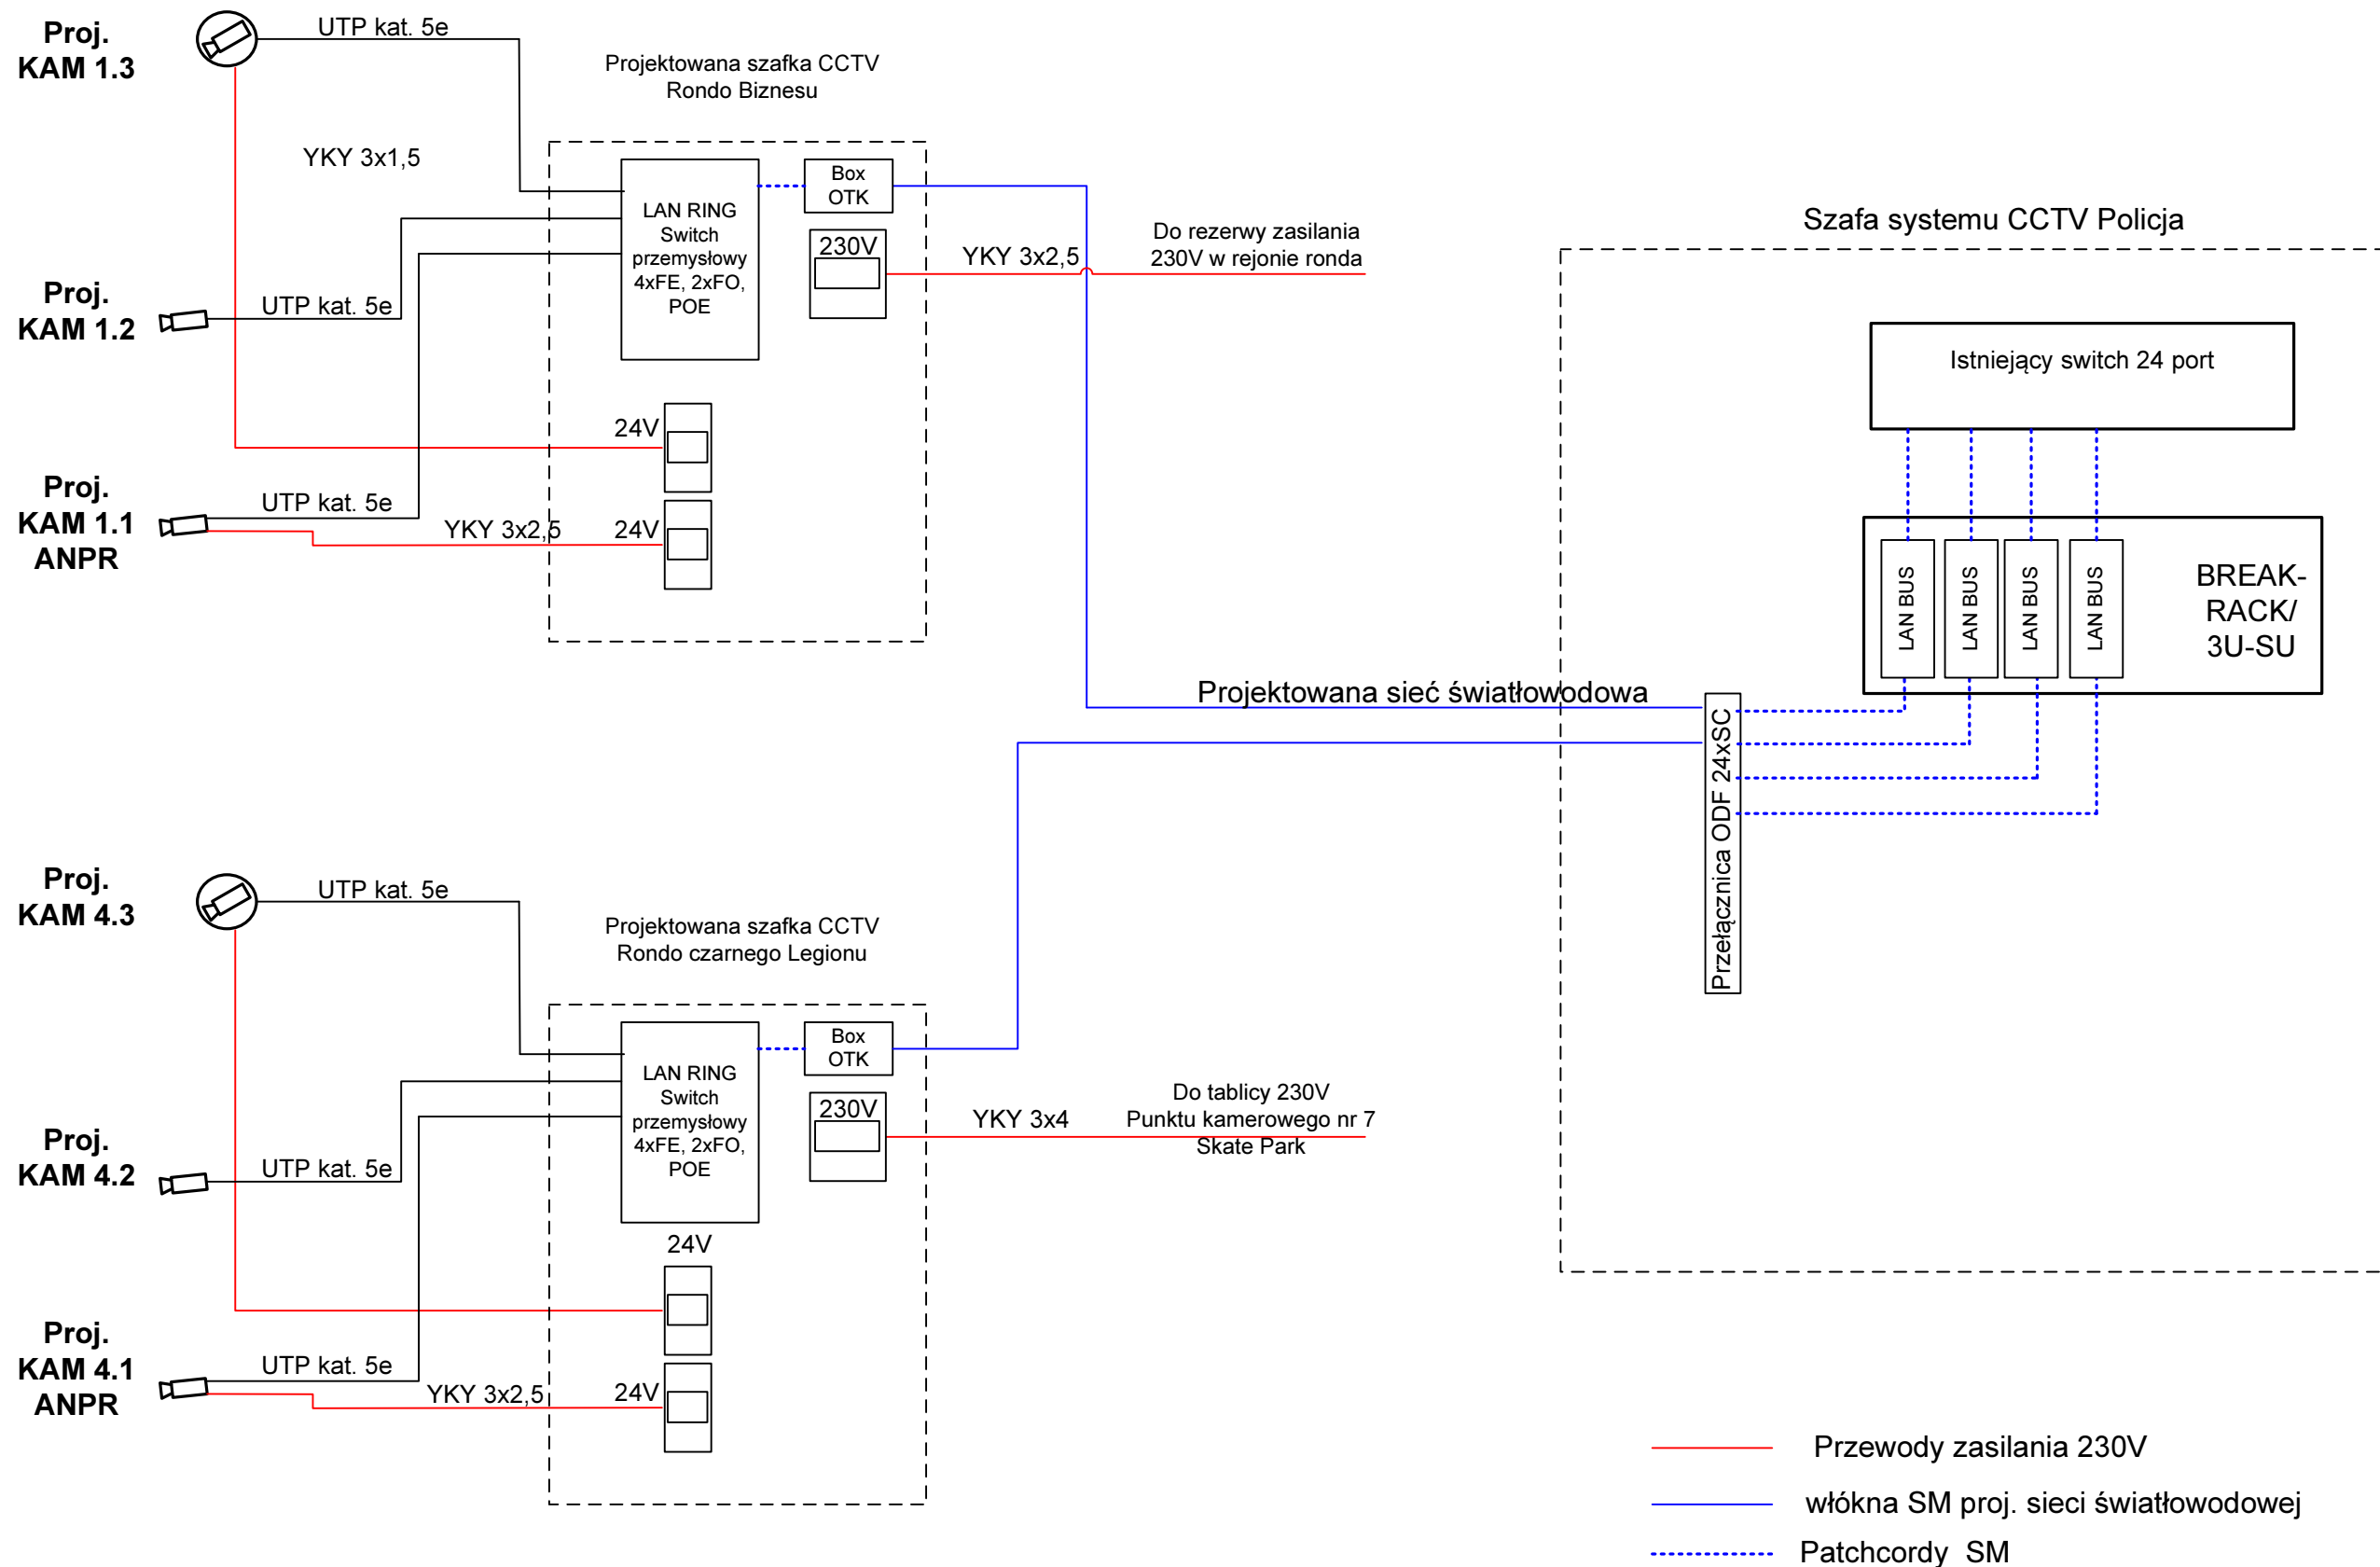 Proj.
KAM 1.3
UTP kat. 5e
Projektowana szafka CCTV
Rondo Biznesu
YKY 3x1,5
LAN RING
Switch
przemysłowy
4xFE, 2xFO,
POE
Box
OTK
230V
YKY 3x2,5
Do rezerwy zasilania
230V w rejonie ronda
Proj.
KAM 1.2
UTP kat. 5e
24V
Proj.
KAM 1.1
ANPR
UTP kat. 5e
YKY 3x2,5
24V
Szafa systemu CCTV Policja
Istniejący switch 24 port
LAN BUS
LAN BUS
LAN BUS
LAN BUS
BREAK-
RACK/
3U-SU
Projektowana sieć światłowodowa
Przełącznica ODF 24xSC
Proj.
KAM 4.3
UTP kat. 5e
Projektowana szafka CCTV
Rondo czarnego Legionu
LAN RING
Switch
przemysłowy
4xFE, 2xFO,
POE
Box
OTK
230V
YKY 3x4
Do tablicy 230V
Punktu kamerowego nr 7
Skate Park
Proj.
KAM 4.2
UTP kat. 5e
24V
Proj.
KAM 4.1
ANPR
UTP kat. 5e
YKY 3x2,5
24V
Przewody zasilania 230V
włókna SM proj. sieci światłowodowej
Patchcordy SM